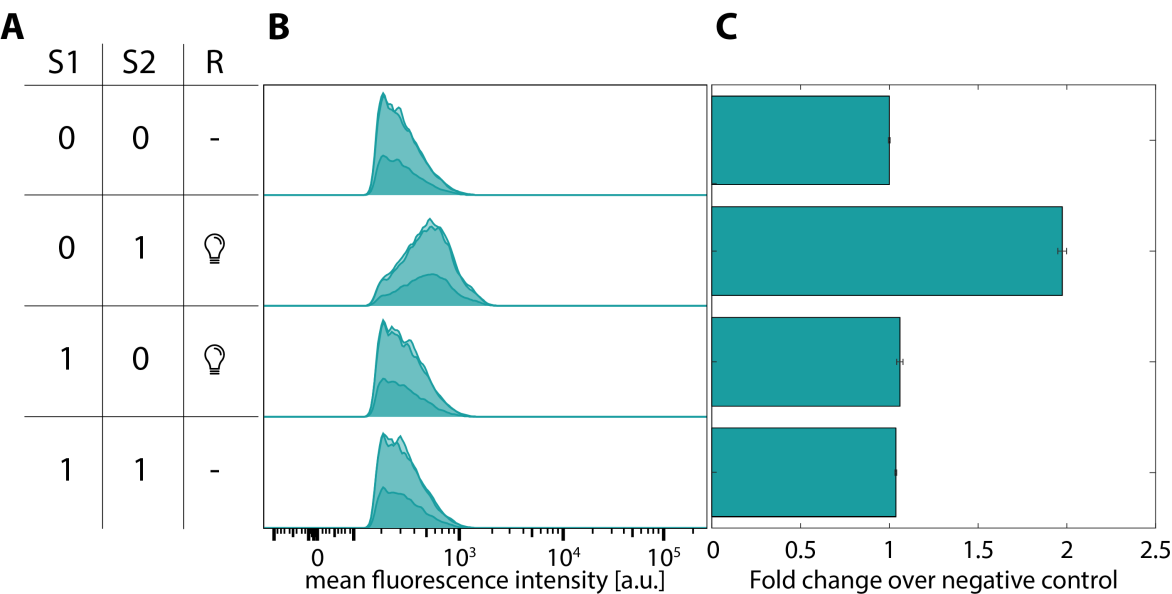 A B C
S1 S2 R
0 0 -
0 1
1 0
1 1 -
0 10³ 10⁴ 10⁵
mean fluorescence intensity [a.u.]
0 0.5 1 1.5 2 2.5
Fold change over negative control